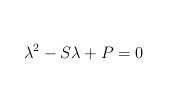 λ² − Sλ + P = 0